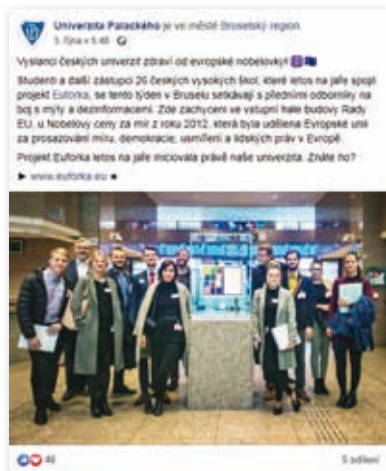 Univerzita Palackého je ve městě Bruselský region.
5. října v 5:48
Vyslanci českých univerzit zdraví od evropské nobelovky!
Studenti a další zástupci 26 českých vysokých škol, které letos na jaře spojil
projekt Euforka, se tento týden v Bruselu setkávají s předními odborníky na
boj s mýty a dezinformacemi. Zde zachyceni ve vstupní hale budovy Rady
EU, u Nobelovy ceny za mír z roku 2012, která byla udělena Evropské unii
za prosazování míru, demokracie, usmíření a lidských práv v Evropě.
Projekt Euforka letos na jaře iniciovala právě naše univerzita. Znáte ho?
► www.euforka.eu ◄
48
5 sdílení